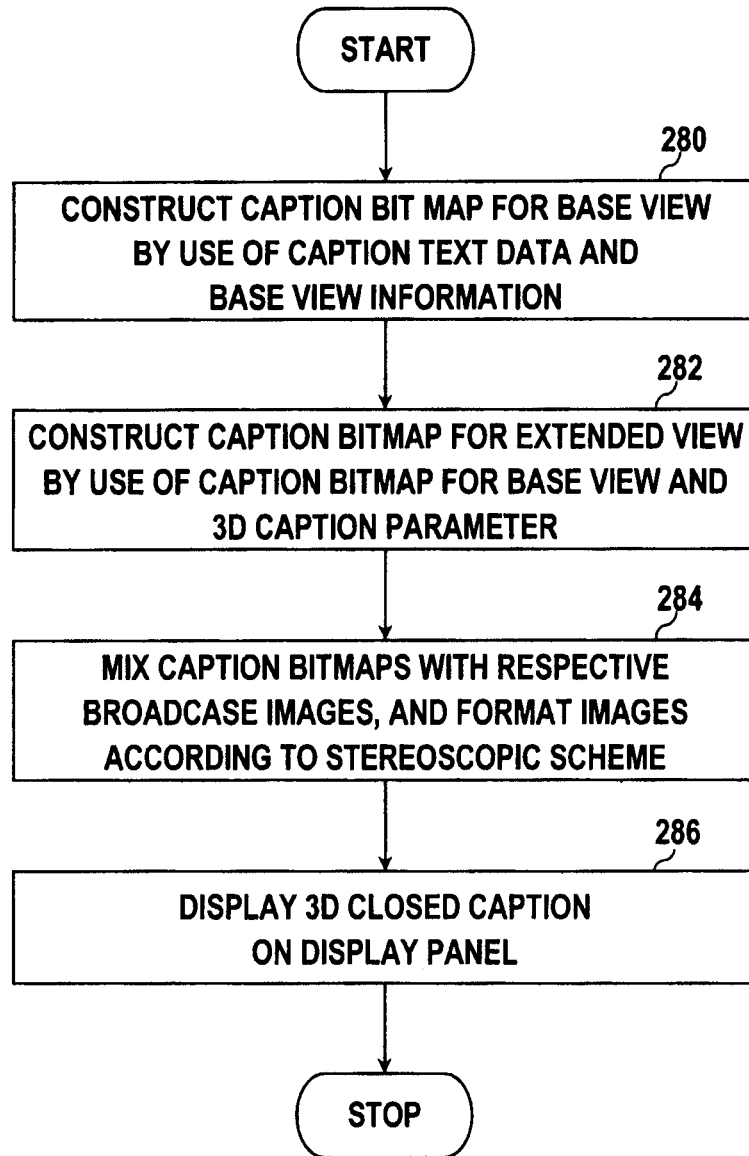 START
280
CONSTRUCT CAPTION BIT MAP FOR BASE VIEW
BY USE OF CAPTION TEXT DATA AND
BASE VIEW INFORMATION
282
CONSTRUCT CAPTION BITMAP FOR EXTENDED VIEW
BY USE OF CAPTION BITMAP FOR BASE VIEW AND
3D CAPTION PARAMETER
284
MIX CAPTION BITMAPS WITH RESPECTIVE
BROADCASE IMAGES, AND FORMAT IMAGES
ACCORDING TO STEREOSCOPIC SCHEME
286
DISPLAY 3D CLOSED CAPTION
ON DISPLAY PANEL
STOP